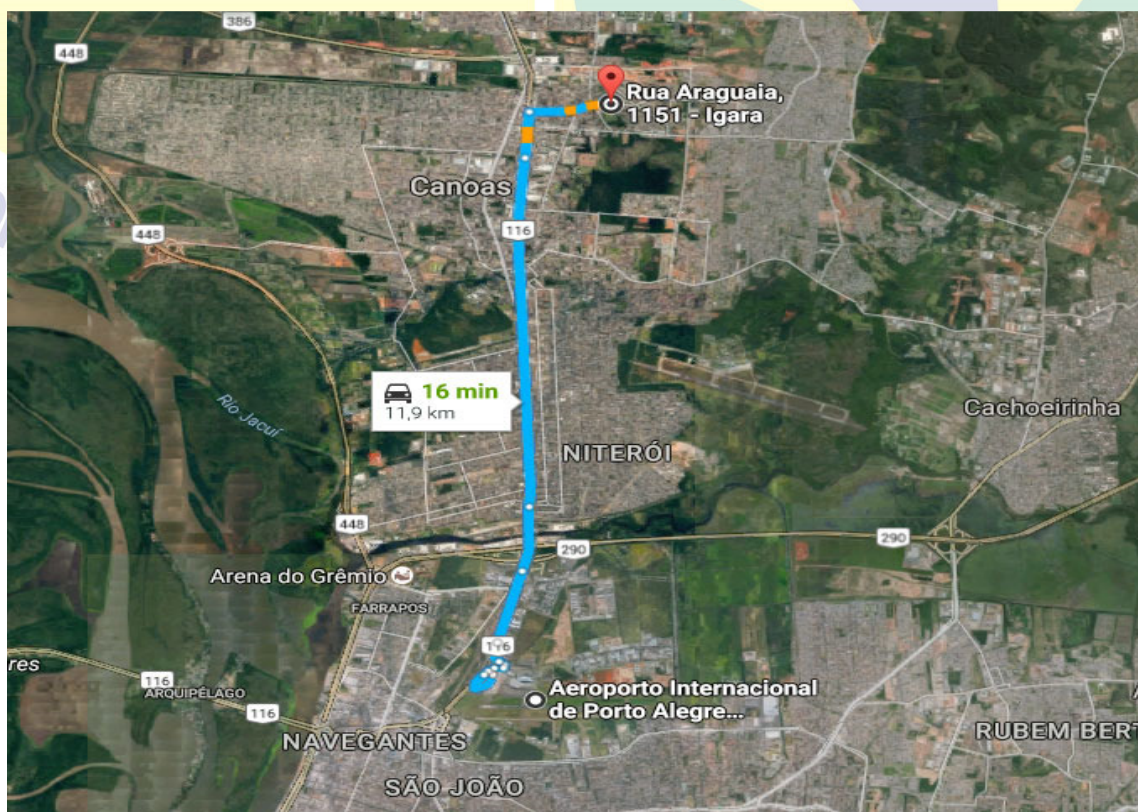 386
448
Rua Araguaia,
1151 - Igara
Canoas
116
448
Rio Jacuí
16 min
11,9 km
Cachoeirinha
NITERÓI
448
290
290
Arena do Grêmio
FARRAPOS
116
res
116
ARQUIPÉLAGO
116
Aeroporto Internacional
de Porto Alegre...
NAVEGANTES
RUBEM BERT
SÃO JOÃO